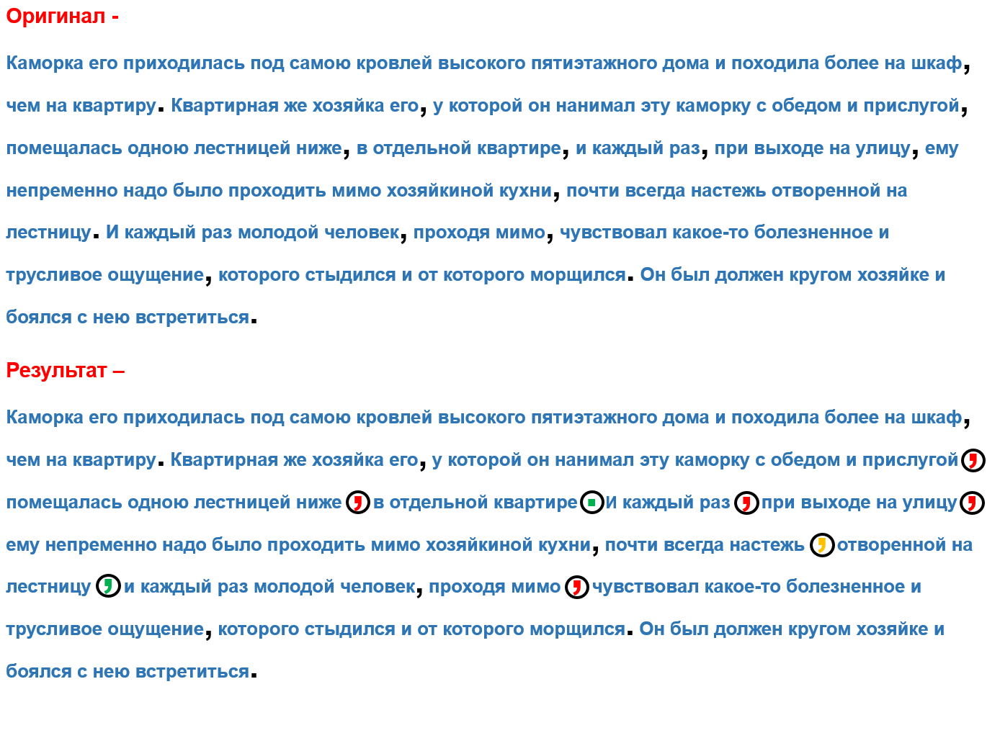 Оригинал -
Каморка его приходилась под самою кровлей высокого пятиэтажного дома и походила более на шкаф,
чем на квартиру. Квартирная же хозяйка его, у которой он нанимал эту каморку с обедом и прислугой,
помещалась одною лестницей ниже, в отдельной квартире, и каждый раз, при выходе на улицу, ему
непременно надо было проходить мимо хозяйкиной кухни, почти всегда настежь отворенной на
лестницу. И каждый раз молодой человек, проходя мимо, чувствовал какое-то болезненное и
трусливое ощущение, которого стыдился и от которого морщился. Он был должен кругом хозяйке и
боялся с нею встретиться.
Результат –
Каморка его приходилась под самою кровлей высокого пятиэтажного дома и походила более на шкаф,
чем на квартиру. Квартирная же хозяйка его, у которой он нанимал эту каморку с обедом и прислугой,
помещалась одною лестницей ниже, в отдельной квартире. И каждый раз, при выходе на улицу,
ему непременно надо было проходить мимо хозяйкиной кухни, почти всегда настежь , отворенной на
лестницу , и каждый раз молодой человек, проходя мимо , чувствовал какое-то болезненное и
трусливое ощущение, которого стыдился и от которого морщился. Он был должен кругом хозяйке и
боялся с нею встретиться.